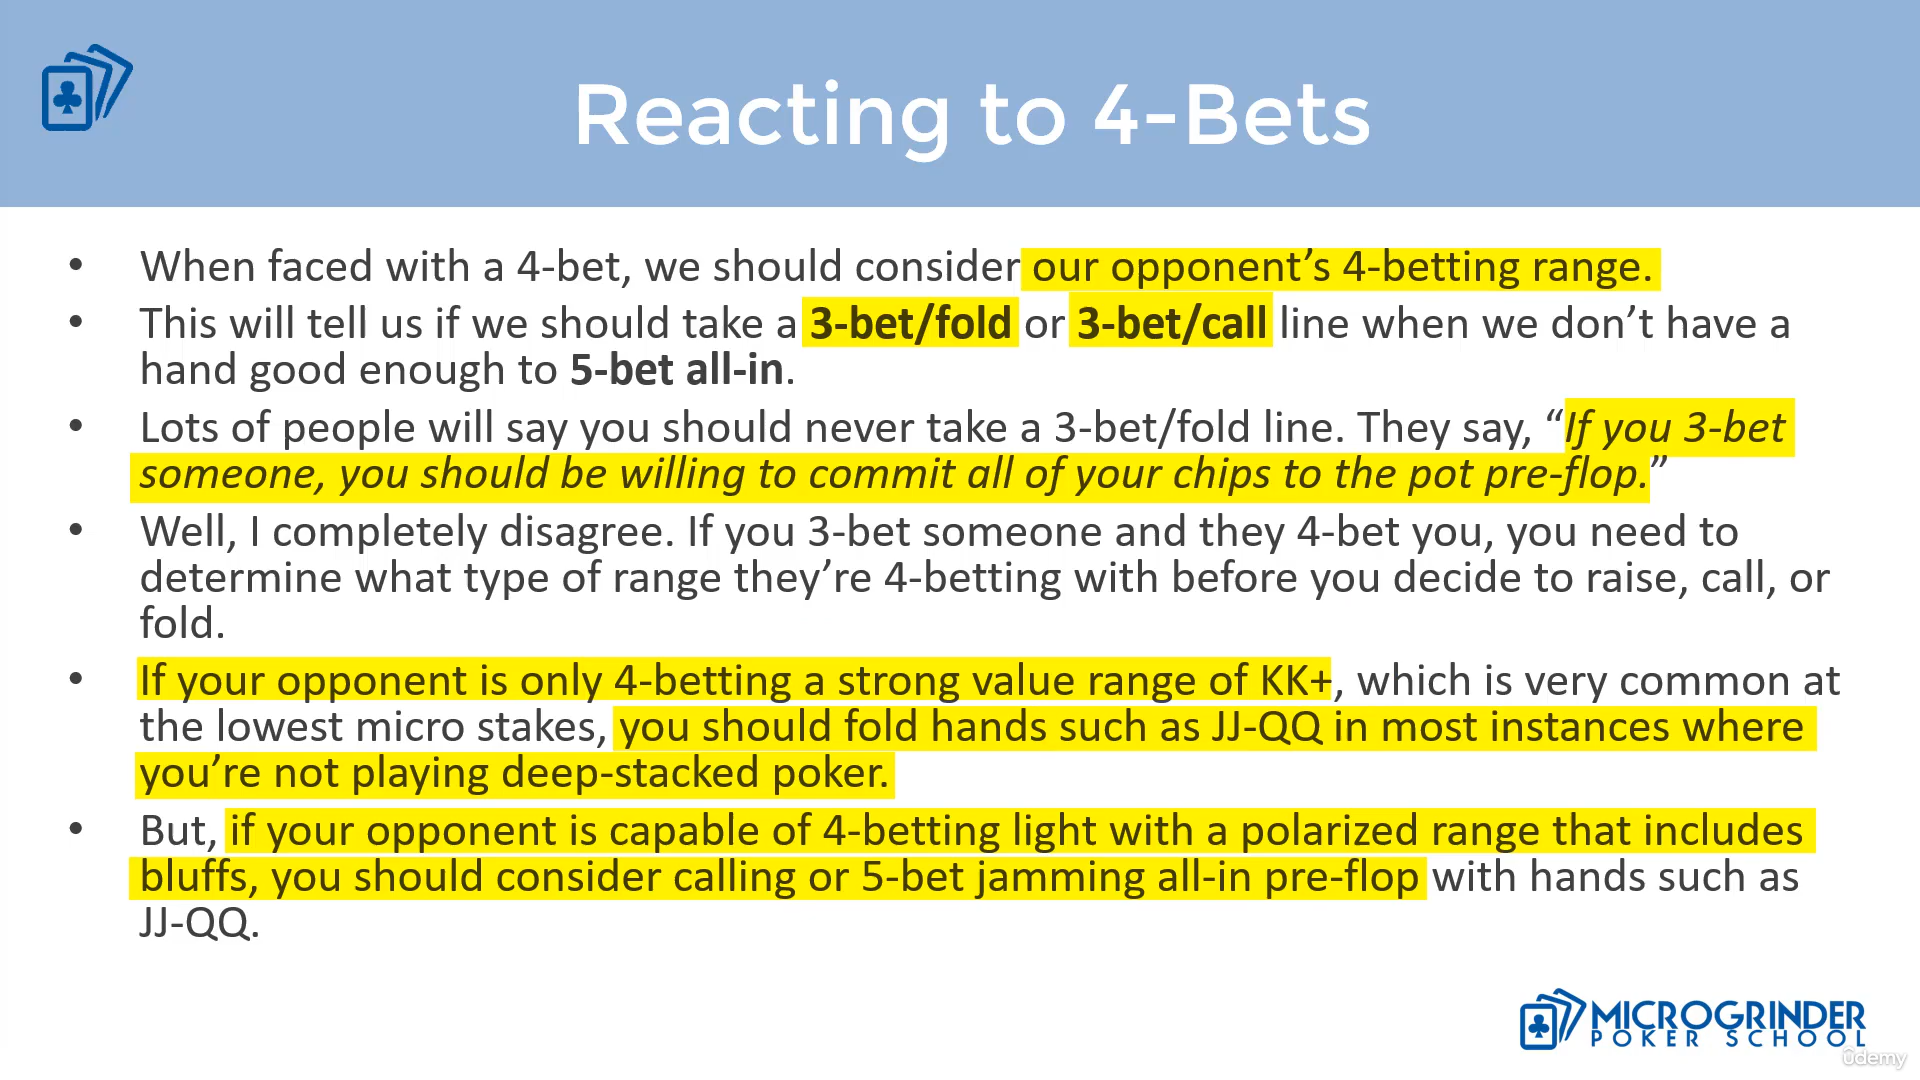 Reacting to 4-Bets
• When faced with a 4-bet, we should consider our opponent’s 4-betting range.
• This will tell us if we should take a 3-bet/fold or 3-bet/call line when we don’t have a
hand good enough to 5-bet all-in.
• Lots of people will say you should never take a 3-bet/fold line. They say, “If you 3-bet
someone, you should be willing to commit all of your chips to the pot pre-flop.”
• Well, I completely disagree. If you 3-bet someone and they 4-bet you, you need to
determine what type of range they’re 4-betting with before you decide to raise, call, or
fold.
• If your opponent is only 4-betting a strong value range of KK+, which is very common at
the lowest micro stakes, you should fold hands such as JJ-QQ in most instances where
you’re not playing deep-stacked poker.
• But, if your opponent is capable of 4-betting light with a polarized range that includes
bluffs, you should consider calling or 5-bet jamming all-in pre-flop with hands such as
JJ-QQ.
MICROGRINDER
POKER SCHOOL
ûdemy